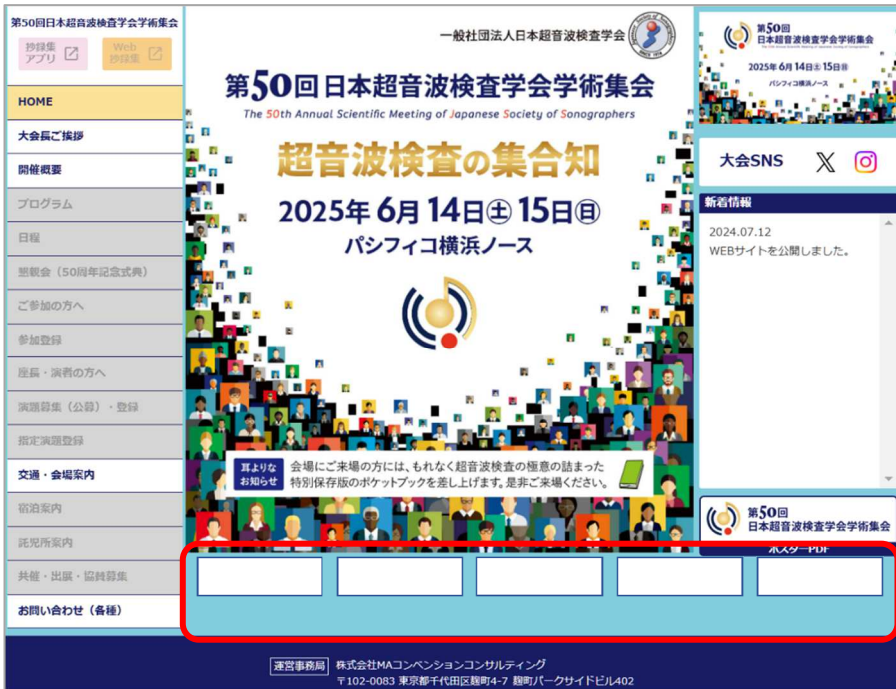 第50回日本超音波検査学会学術集会
抄録集
アプリ
Web
抄録集
HOME
大会長ご挨拶
開催概要
プログラム
日程
懇親会（50周年記念式典）
ご参加の方へ
参加登録
座長・演者の方へ
演題募集（公募）・登録
指定演題登録
交通・会場案内
宿泊案内
託児所案内
共催・出展・協賛募集
お問い合わせ（各種）
一般社団法人日本超音波検査学会
第50回日本超音波検査学会学術集会
The 50th Annual Scientific Meeting of Japanese Society of Sonographers
超音波検査の集合知
2025年 6月 14日㊏ 15日㊐
パシフィコ横浜ノース
耳よりな
お知らせ
会場にご来場の方には、もれなく超音波検査の極意の詰まった
特別保存版のポケットブックを差し上げます。是非ご来場ください。
第50回
日本超音波検査学会学術集会
2025年 6月 14日㊏ 15日㊐
パシフィコ横浜ノース
大会SNS
新着情報
2024.07.12
WEBサイトを公開しました。
第50回
日本超音波検査学会学術集会
ポスターPDF
運営事務局
株式会社MAコンベンションコンサルティング
〒102-0083 東京都千代田区麹町4-7 麹町パークサイドビル402